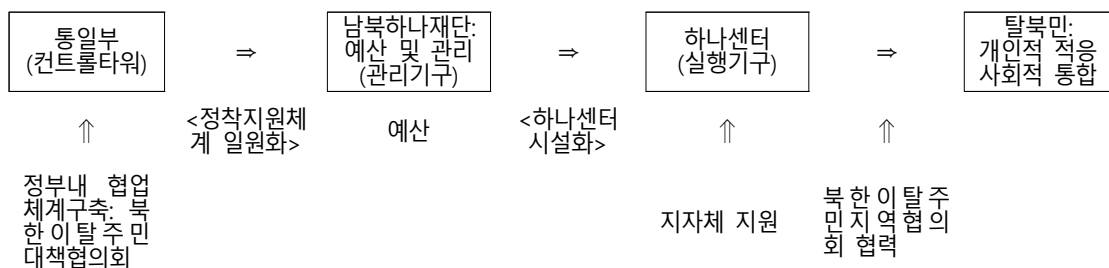 통일부
(컨트롤타워)
⇒
남북하나재단:
예산 및 관리
(관리기구)
⇒
하나센터
(실행기구)
⇒
탈북민:
개인적 적응
사회적 통합
⇑
<정착지원체
계 일원화>
예산
<하나센터
시설화>
⇑
⇑
정부내 협업
체계구축: 북
한이탈주민
대책협의회
지자체 지원
북한이탈주
민지역협의
회 협력